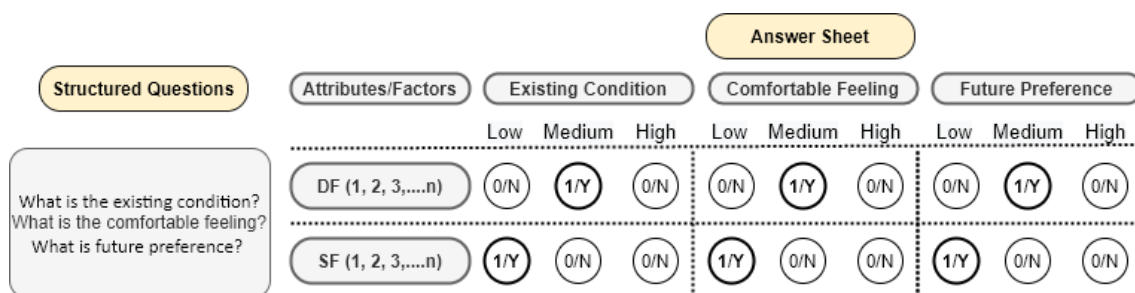 Answer Sheet
Structured Questions
Attributes/Factors
Existing Condition
Comfortable Feeling
Future Preference
Low Medium High Low Medium High Low Medium High
What is the existing condition?
What is the comfortable feeling?
What is future preference?
DF (1, 2, 3,....n) 0/N 1/Y 0/N 0/N 1/Y 0/N 0/N 1/Y 0/N
SF (1, 2, 3,....n) 1/Y 0/N 0/N 1/Y 0/N 0/N 1/Y 0/N 0/N